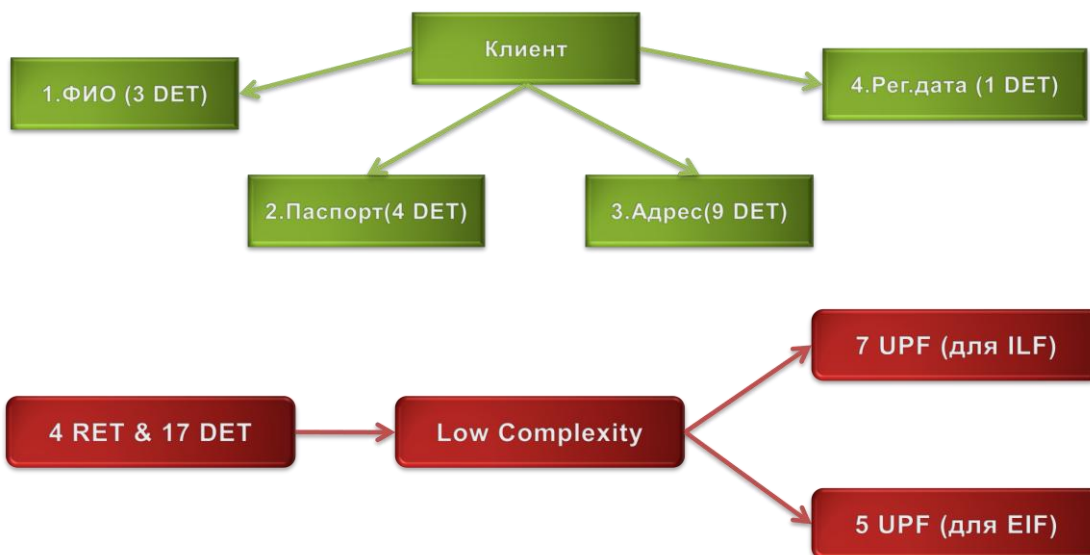 Клиент
1.ФИО (3 DET)
4.Рег.дата (1 DET)
2.Паспорт(4 DET)
3.Адрес(9 DET)
7 UPF (для ILF)
4 RET & 17 DET
Low Complexity
5 UPF (для EIF)